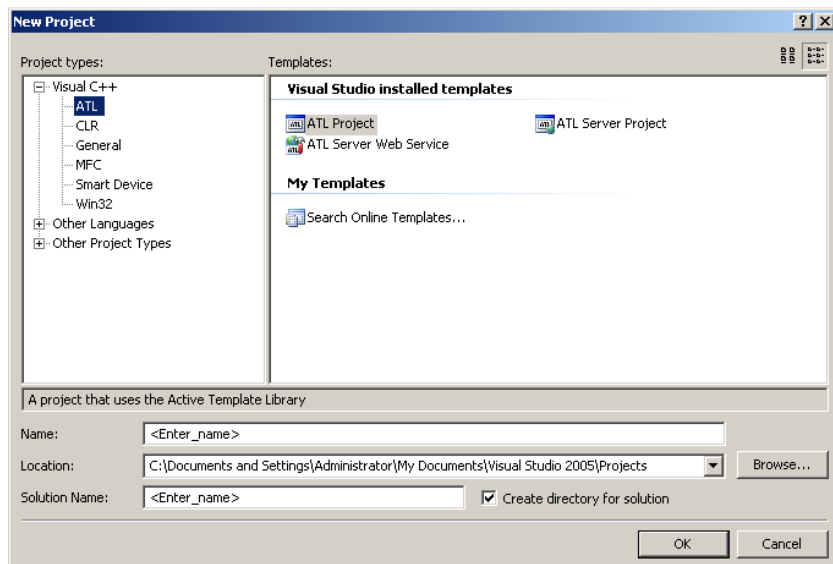 New Project
Project types:
Templates:
Visual C++
ATL
CLR
General
MFC
Smart Device
Win32
Other Languages
Other Project Types
Visual Studio installed templates
ATL Project
ATL Server Project
ATL Server Web Service
My Templates
Search Online Templates...
A project that uses the Active Template Library
Name:
<Enter_name>
Location:
C:\Documents and Settings\Administrator\My Documents\Visual Studio 2005\Projects
Browse...
Solution Name:
<Enter_name>
Create directory for solution
OK
Cancel